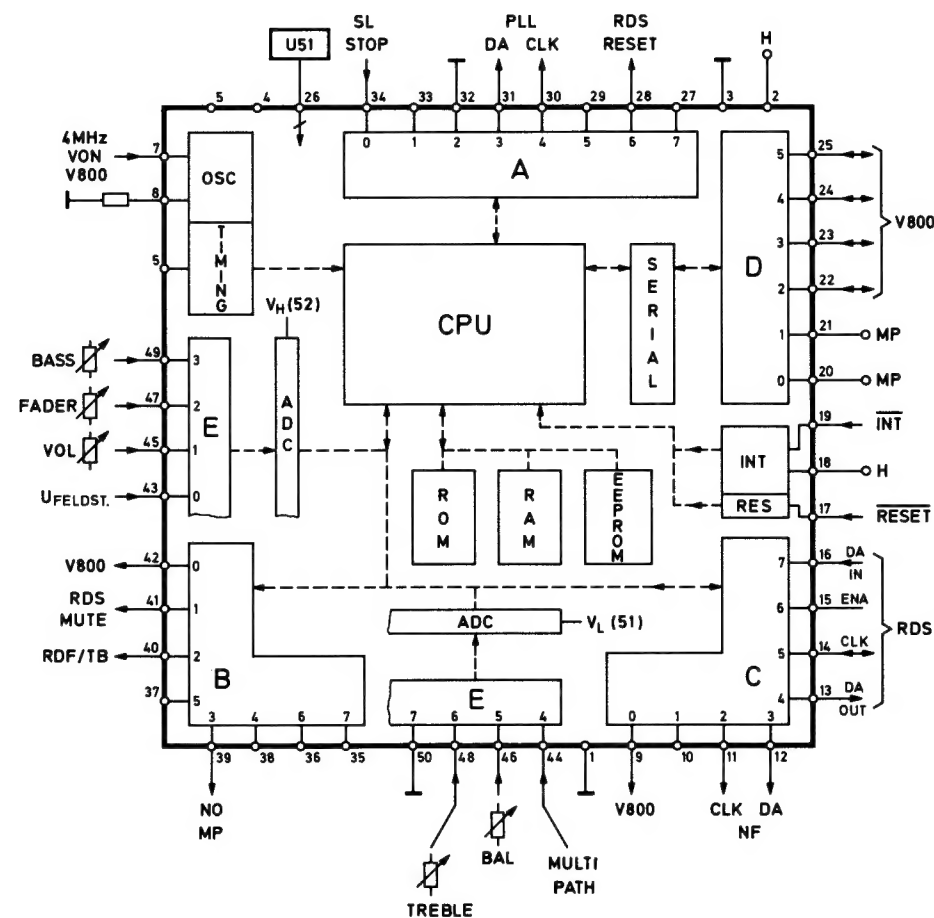 U51
SL
STOP
PLL
DA CLK
RDS
RESET
H
5 4 26 34 33 32 31 30 29 28 27 3 2
4MHz
VON
V800
7
8
5
OSC
TIMING
0 1 2 3 4 5 6 7
A
CPU
SERIAL
D
5
4
3
2
1
0
25
24
23
22
V800
21 MP
20 MP
19 INT
18 H
17 RESET
INT
RES
VH (52)
BASS 49
FADER 47
VOL 45
UFELDST. 43
3
2
1
0
E
ADC
ROM
RAM
EEPROM
V800 42
RDS
MUTE 41
RDF/TB 40
37
0
1
2
5
B
3 4 6 7
39 38 36 35
NO
MP
ADC
VL (51)
E
7 6 5 4
50 48 46 44 1
TREBLE
BAL
MULTI
PATH
C
7
6
5
4
0 1 2 3
9 10 11 12
V800
CLK DA
NF
16 DA
IN
15 ENA
14 CLK
13 DA
OUT
RDS